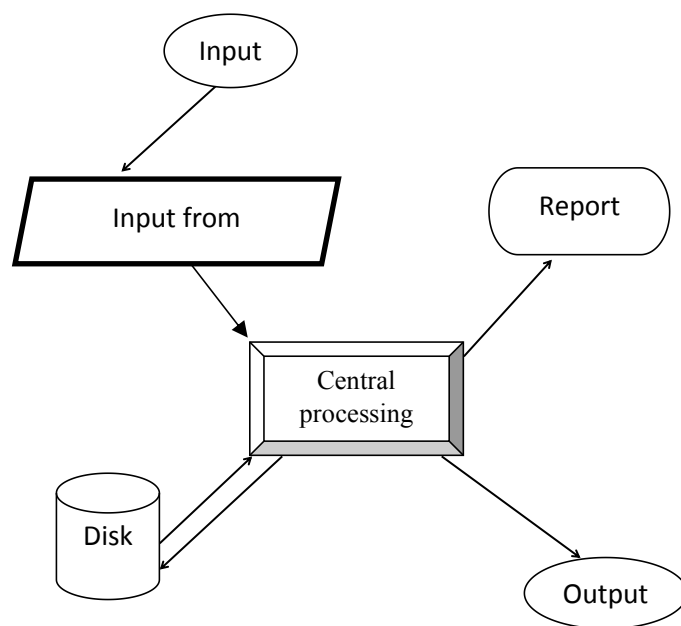 Input
Input from
Report
Central
processing
Disk
Output